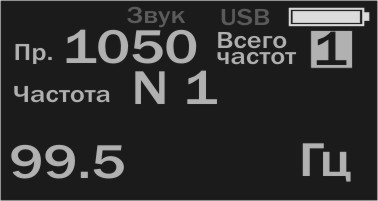 Звук USB
Пр. 1050 Всего частот 1
Частота N 1
99.5 Гц